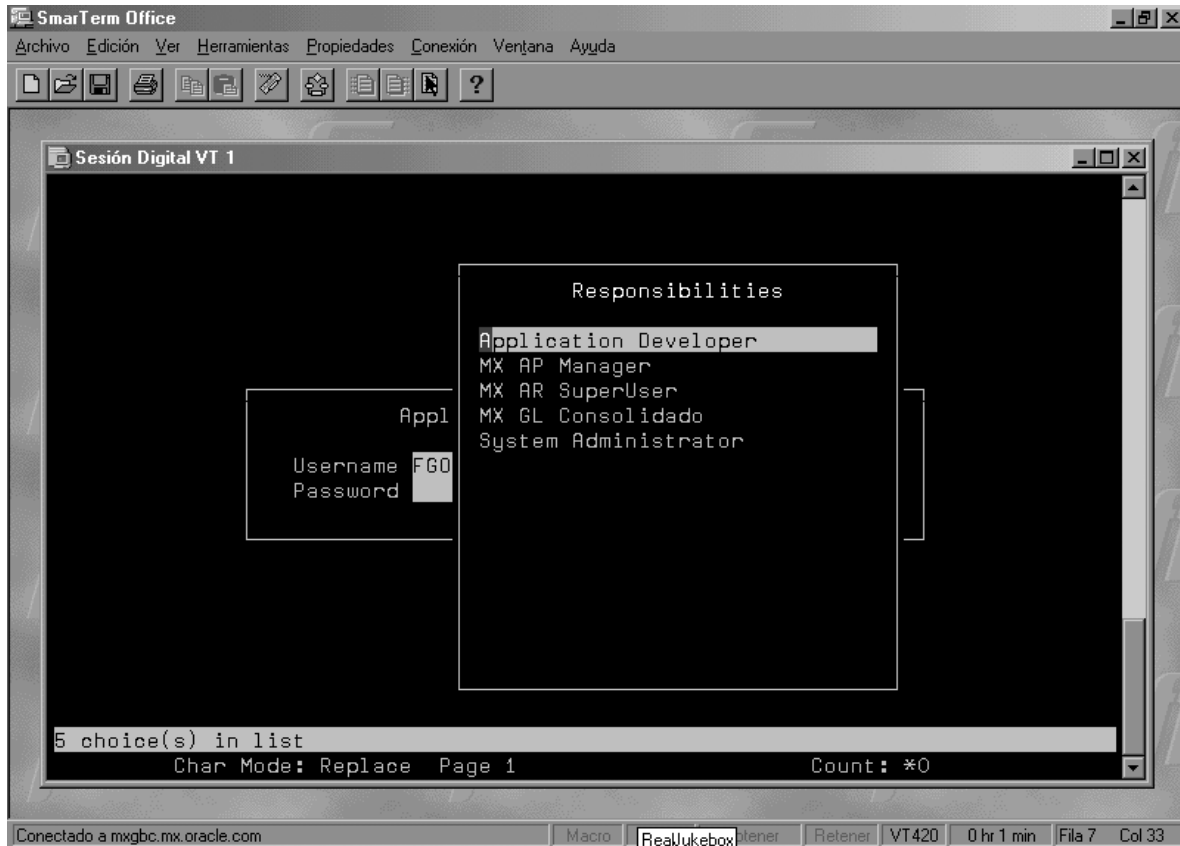 SmarTerm Office
Archivo Edición Ver Herramientas Propiedades Conexión Ventana Ayuda
Sesión Digital VT 1
Responsibilities
Application Developer
MX AP Manager
MX AR SuperUser
MX GL Consolidado
System Administrator
Appl
Username FGO
Password
5 choice(s) in list
Char Mode: Replace Page 1 Count: *0
Conectado a mxgbc.mx.oracle.com Macro RealJukebox Retener VT420 0 hr 1 min Fila 7 Col 33